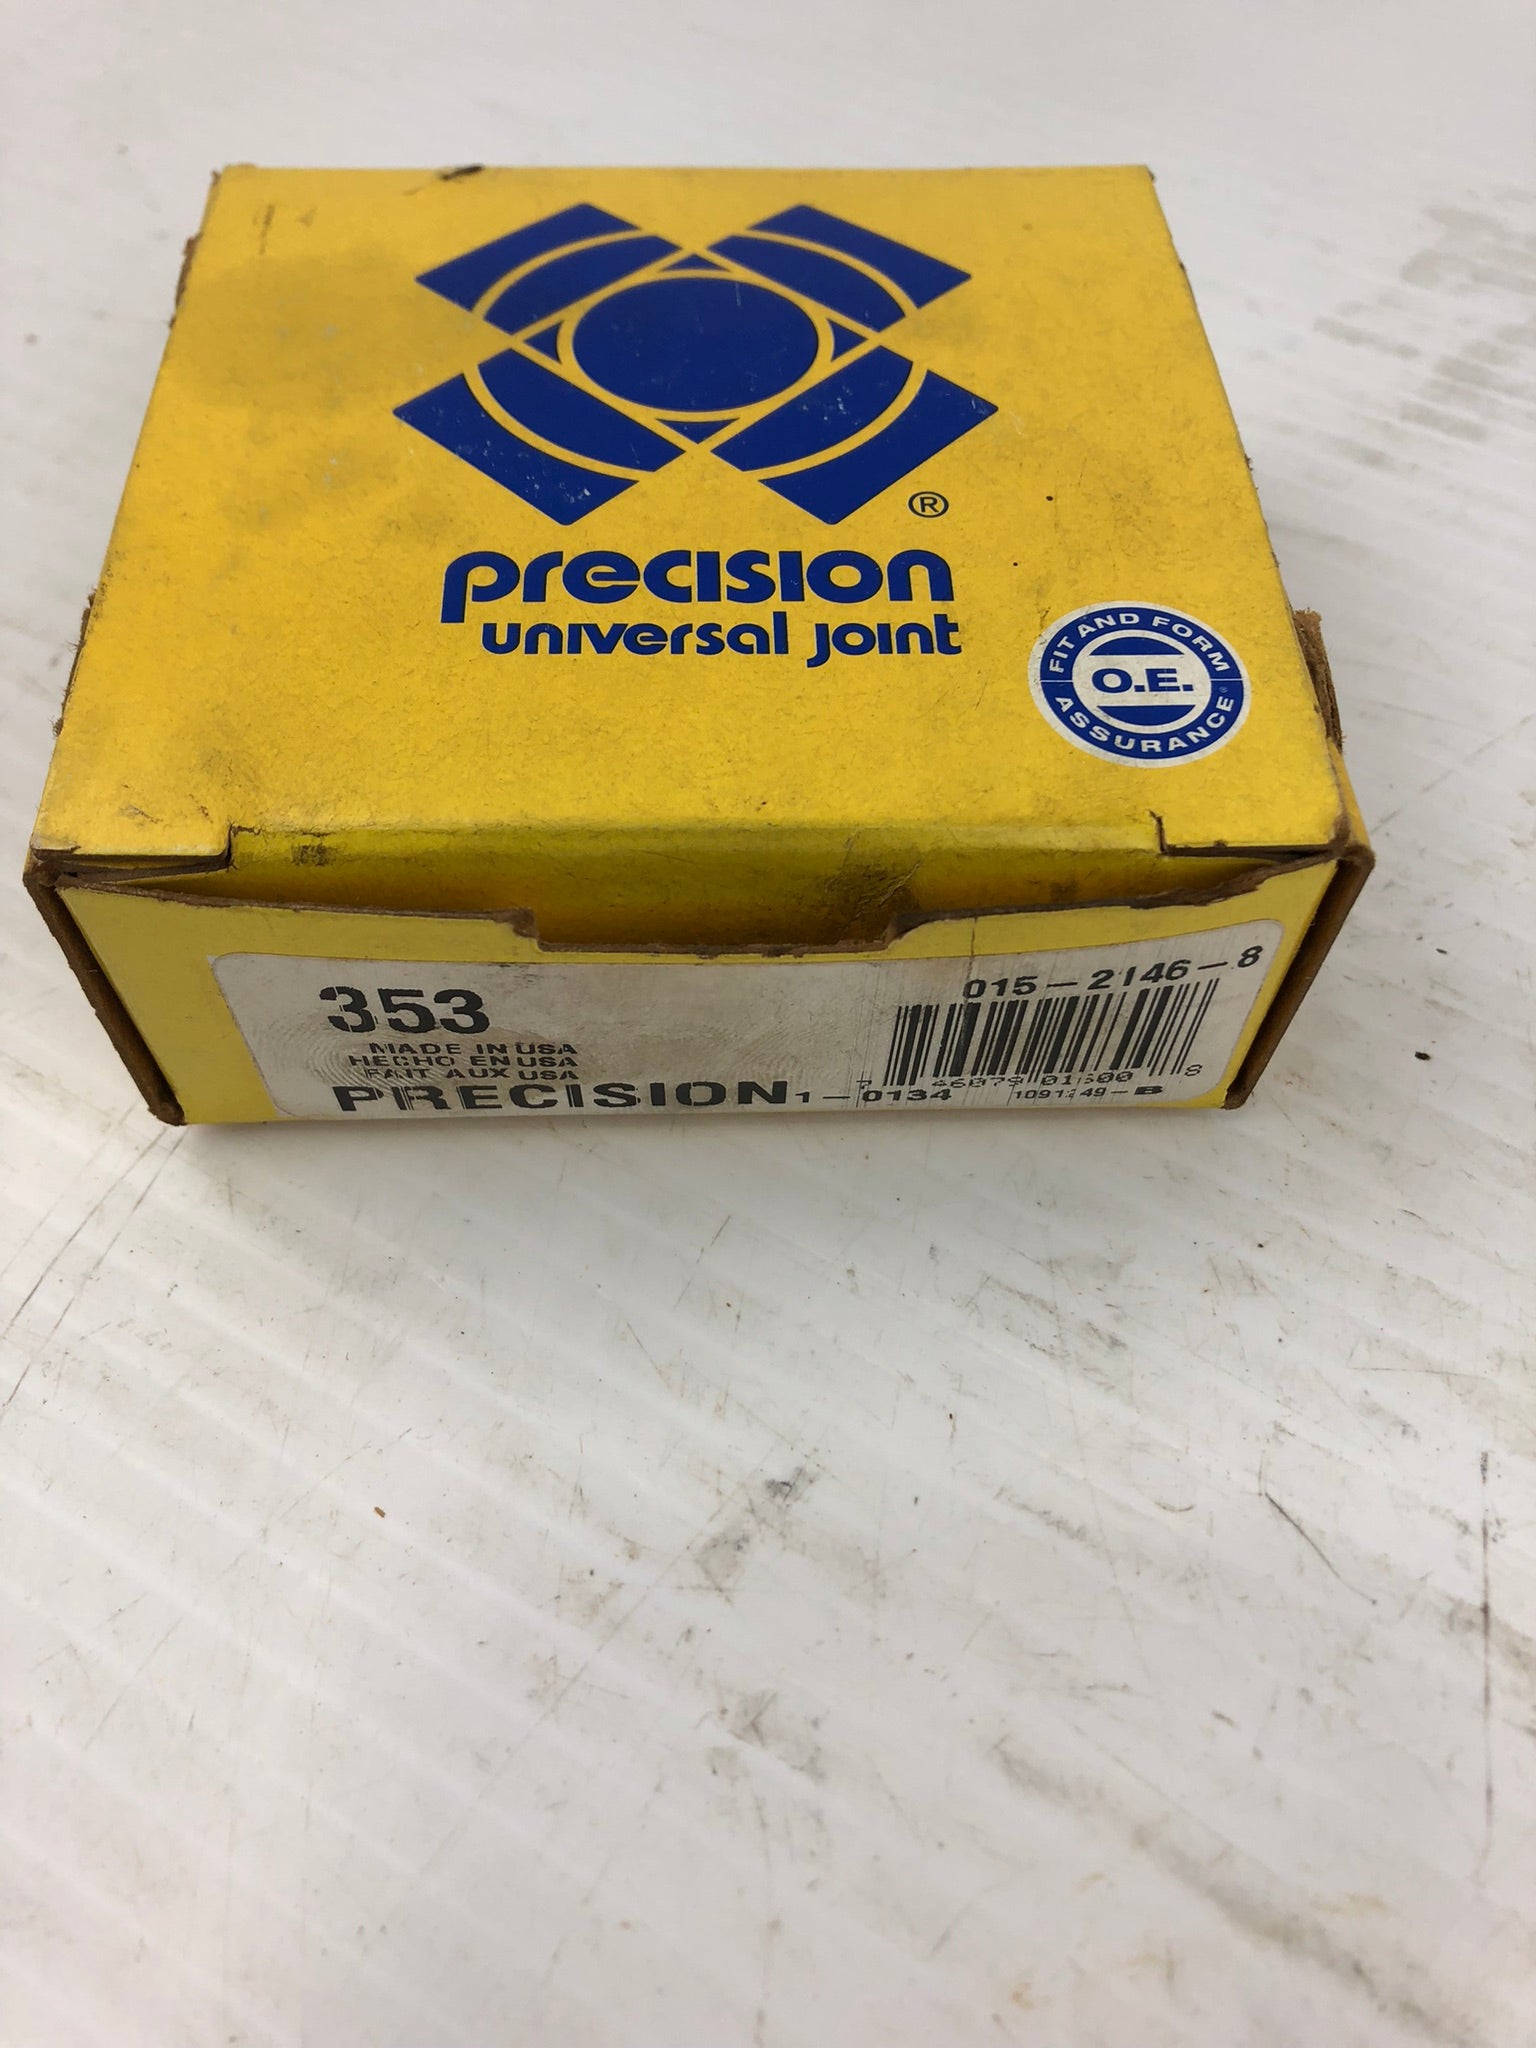 ®
precision
universal joint
FIT AND FORM
O.E.
ASSURANCE®
353
015-2146-8
MADE IN USA
HECHO EN USA
FAIT AUX USA
PRECISION 1-0134